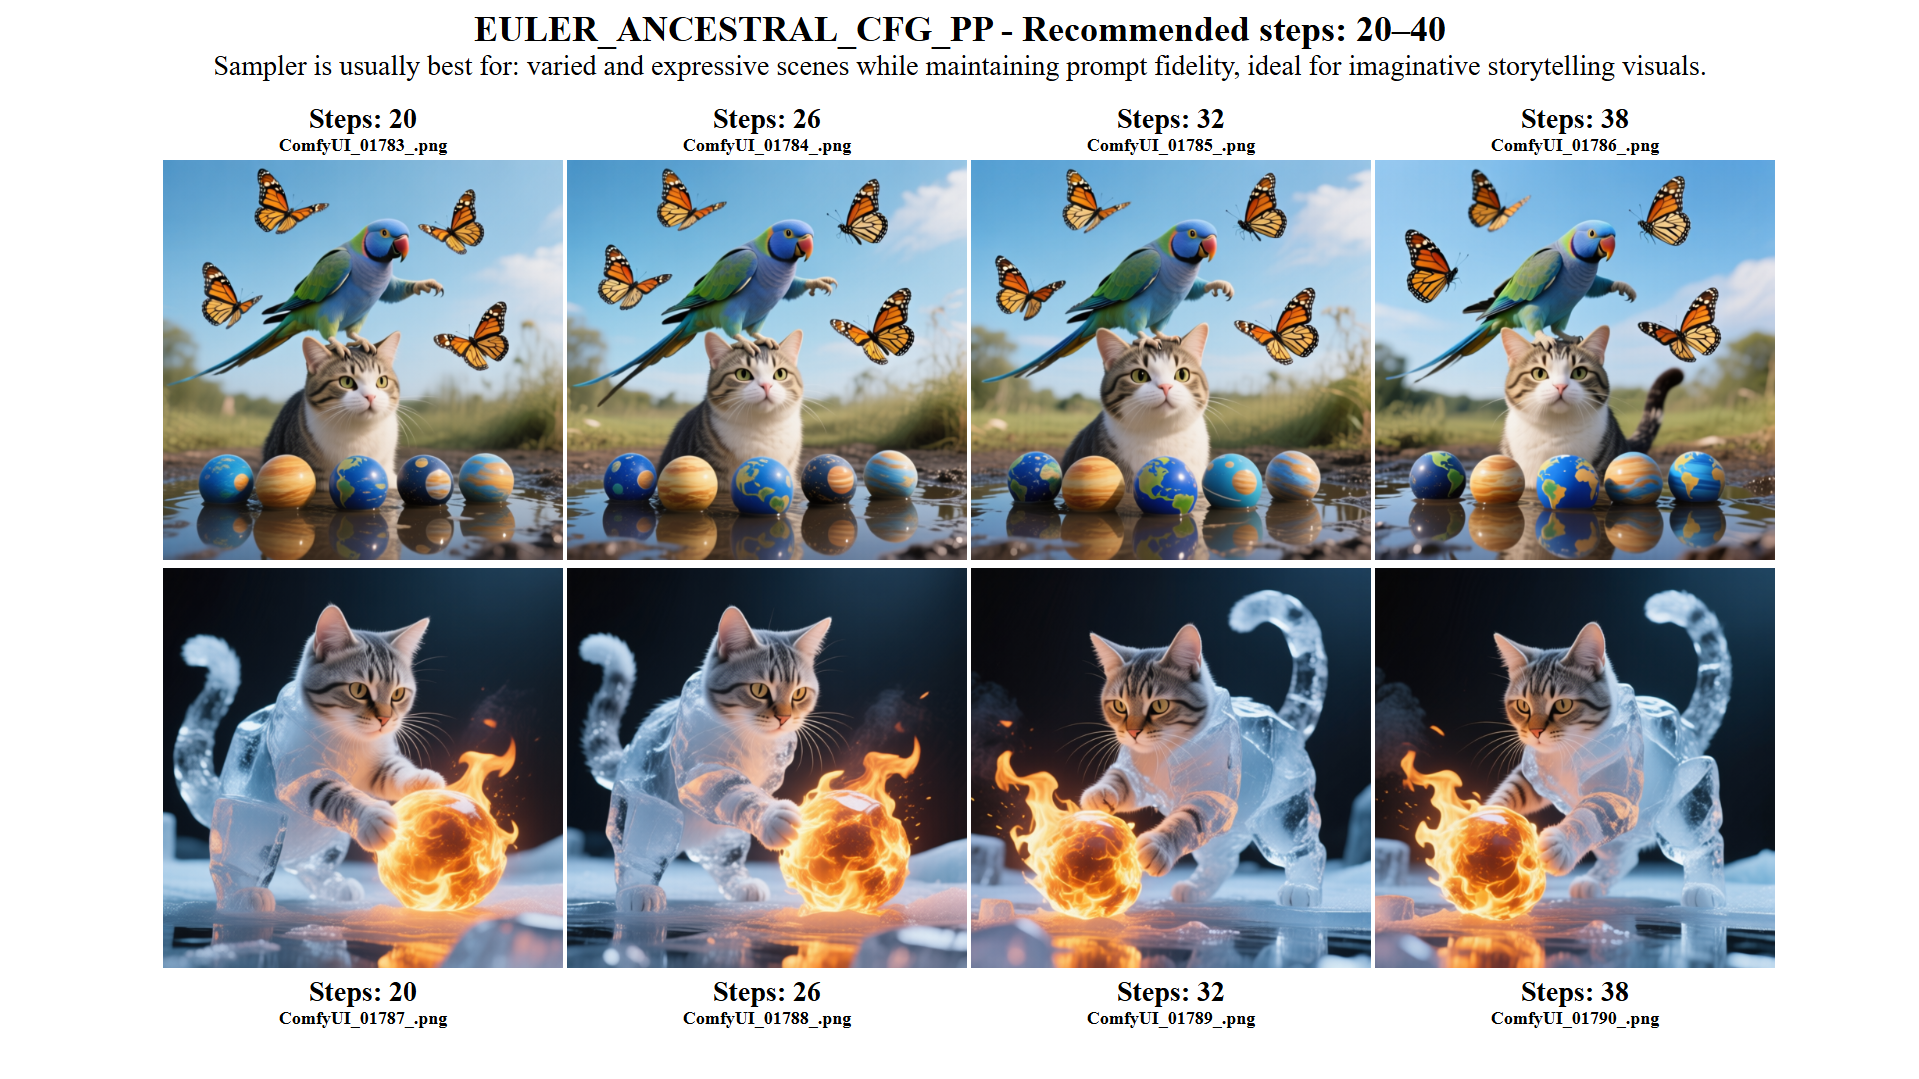 EULER_ANCESTRAL_CFG_PP - Recommended steps: 20–40
Sampler is usually best for: varied and expressive scenes while maintaining prompt fidelity, ideal for imaginative storytelling visuals.
Steps: 20
ComfyUI_01783_.png
Steps: 26
ComfyUI_01784_.png
Steps: 32
ComfyUI_01785_.png
Steps: 38
ComfyUI_01786_.png
Steps: 20
ComfyUI_01787_.png
Steps: 26
ComfyUI_01788_.png
Steps: 32
ComfyUI_01789_.png
Steps: 38
ComfyUI_01790_.png